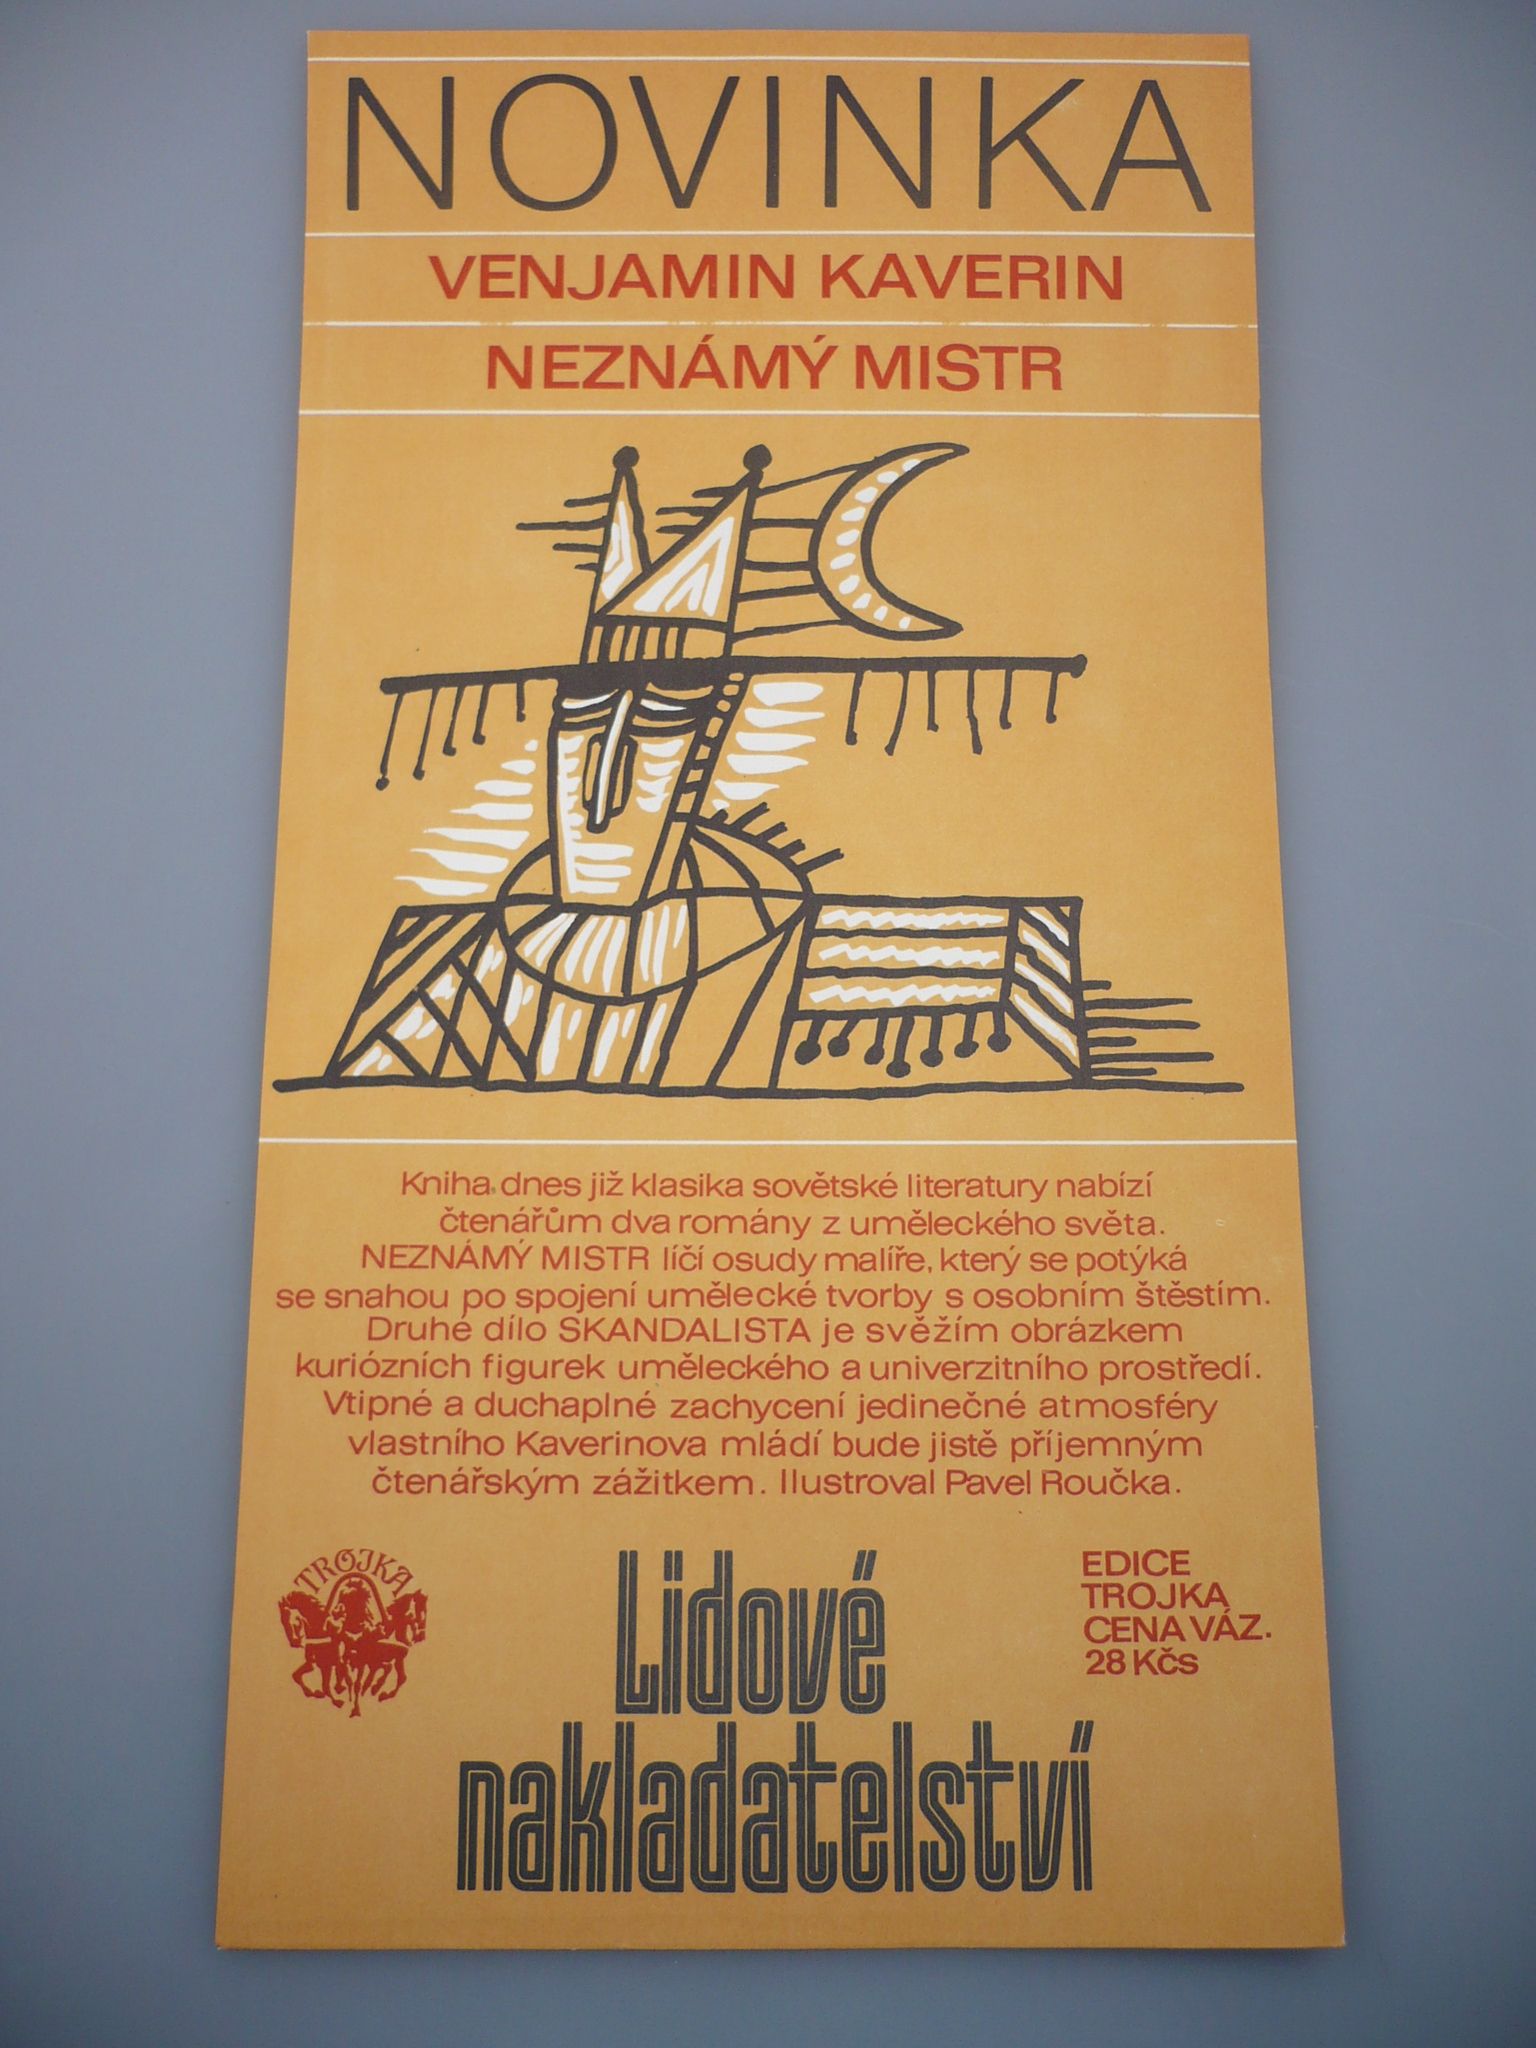 NOVINKA
VENJAMIN KAVERIN
NEZNÁMÝ MISTR
Kniha dnes již klasika sovětské literatury nabízí
čtenářům dva romány z uměleckého světa.
NEZNÁMÝ MISTR líčí osudy malíře, který se potýká
se snahou po spojení umělecké tvorby s osobním štěstím.
Druhé dílo SKANDALISTA je svěžím obrázkem
kuriózních figurek uměleckého a univerzitního prostředí.
Vtipné a duchaplné zachycení jedinečné atmosféry
vlastního Kaverinova mládí bude jistě příjemným
čtenářským zážitkem. Ilustroval Pavel Roučka.
TROJKA
Lidové
nakladatelství
EDICE
TROJKA
CENA VÁZ.
28 Kčs